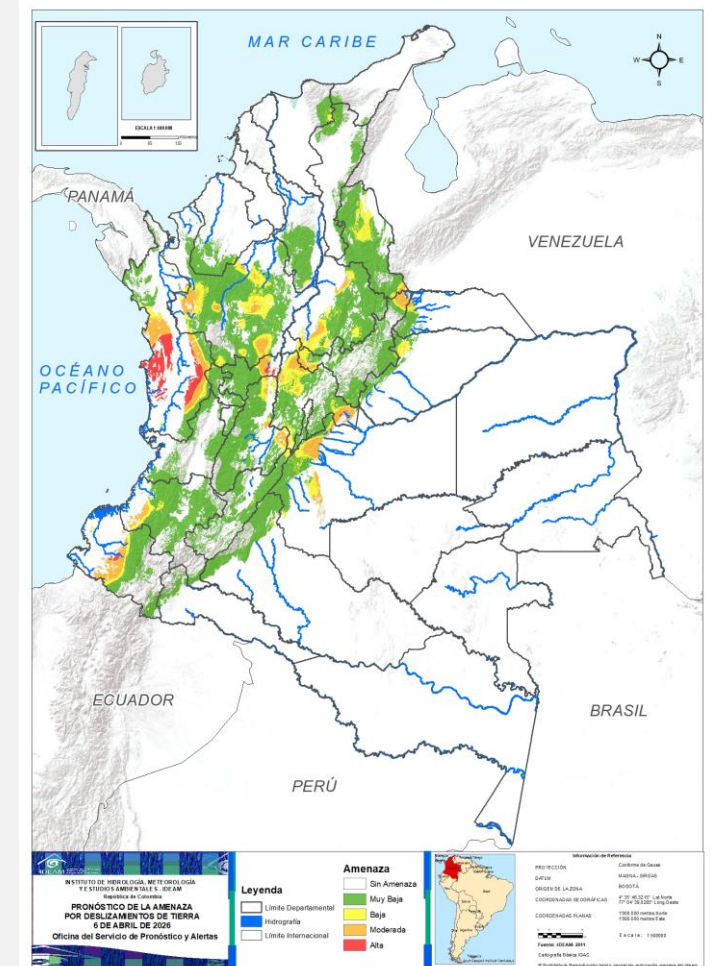 MAR CARIBE
N
W
E
S
ESCALA 1:600000
PANAMÁ
VENEZUELA
OCÉANO
PACÍFICO
ECUADOR
BRASIL
PERÚ
IDEAM
INSTITUTO DE HIDROLOGÍA, METEOROLOGÍA
Y ESTUDIOS AMBIENTALES - IDEAM
República de Colombia
PRONÓSTICO DE LA AMENAZA
POR DESLIZAMIENTOS DE TIERRA
6 DE ABRIL DE 2026
Oficina del Servicio de Pronóstico y Alertas
Leyenda
Límite Departamental
Hidrografía
Límite Internacional
Amenaza
Sin Amenaza
Muy Baja
Baja
Moderada
Alta
Información de Referencia
PROYECCIÓN
Conforme de Gauss
DATUM
MAGNA - SIRGAS
ORIGEN DE LA ZONA
BOGOTÁ
COORDENADAS GEOGRÁFICAS
COORDENADAS PLANAS
Fuente: IDEAM 2011
Cartografía Básica IGAC